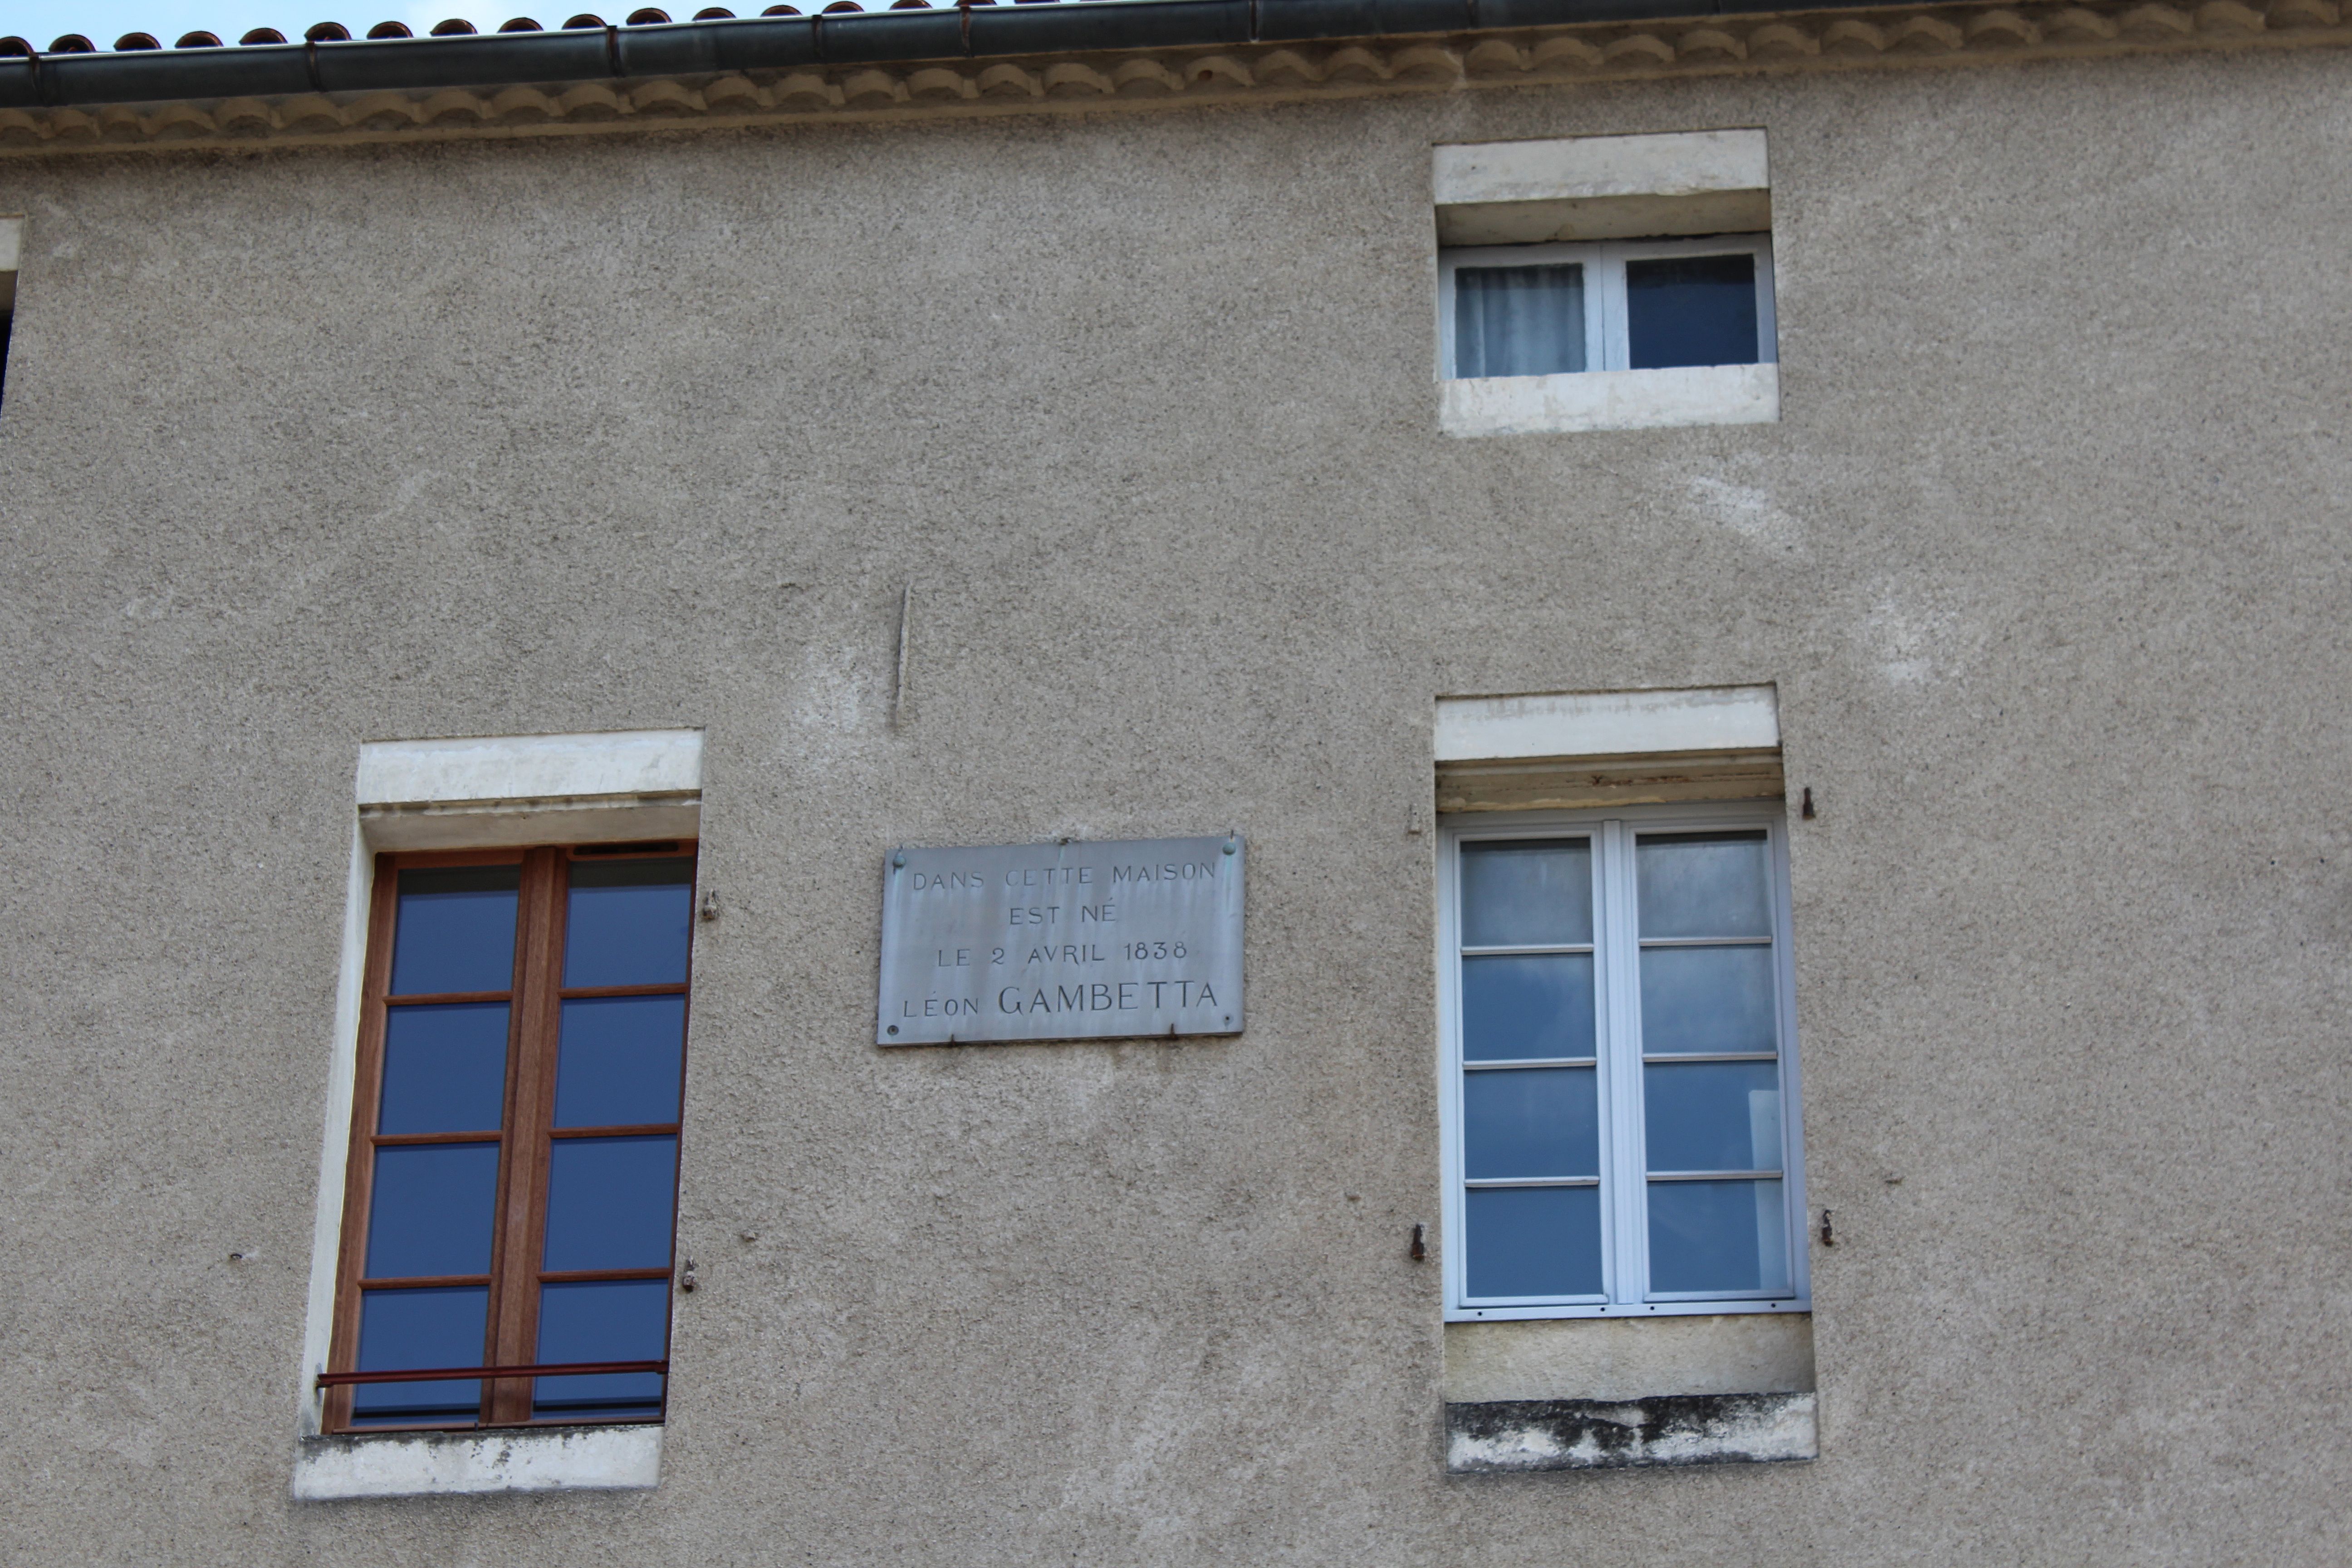 DANS CETTE MAISON
EST NÉ
LE 2 AVRIL 1838
LÉON GAMBETTA